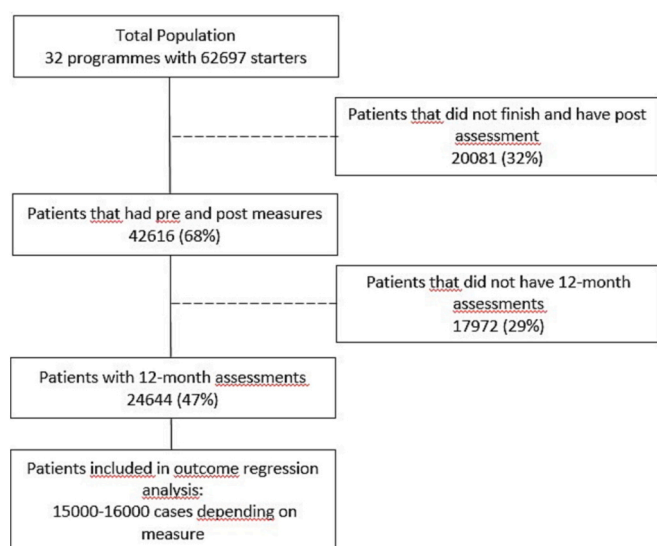 Total Population
32 programmes with 62697 starters
Patients that did not finish and have post
assessment
20081 (32%)
Patients that had pre and post measures
42616 (68%)
Patients that did not have 12-month
assessments
17972 (29%)
Patients with 12-month assessments
24644 (47%)
Patients included in outcome regression
analysis:
15000-16000 cases depending on
measure